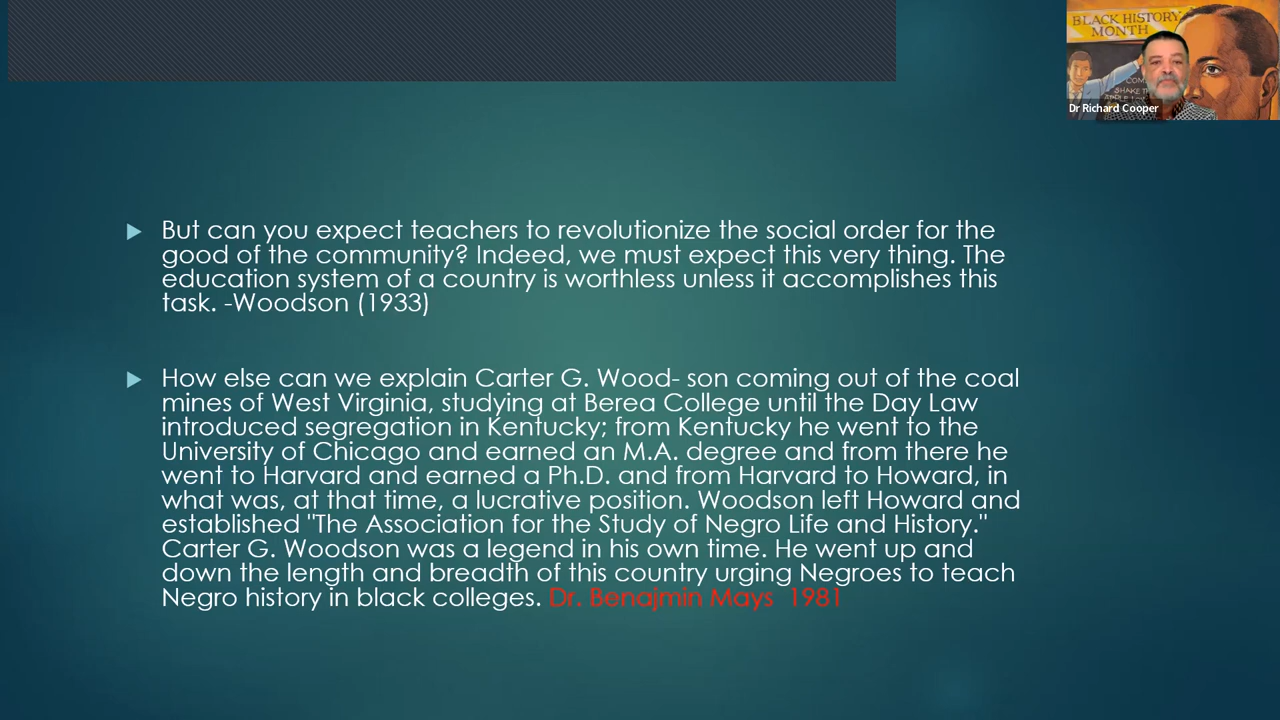 BLACK HISTORY
MONTH
COM
SHAKE T
Dr Richard Cooper
But can you expect teachers to revolutionize the social order for the
good of the community? Indeed, we must expect this very thing. The
education system of a country is worthless unless it accomplishes this
task. -Woodson (1933)
How else can we explain Carter G. Wood- son coming out of the coal
mines of West Virginia, studying at Berea College until the Day Law
introduced segregation in Kentucky; from Kentucky he went to the
University of Chicago and earned an M.A. degree and from there he
went to Harvard and earned a Ph.D. and from Harvard to Howard, in
what was, at that time, a lucrative position. Woodson left Howard and
established "The Association for the Study of Negro Life and History."
Carter G. Woodson was a legend in his own time. He went up and
down the length and breadth of this country urging Negroes to teach
Negro history in black colleges. Dr. Benajmin Mays 1981